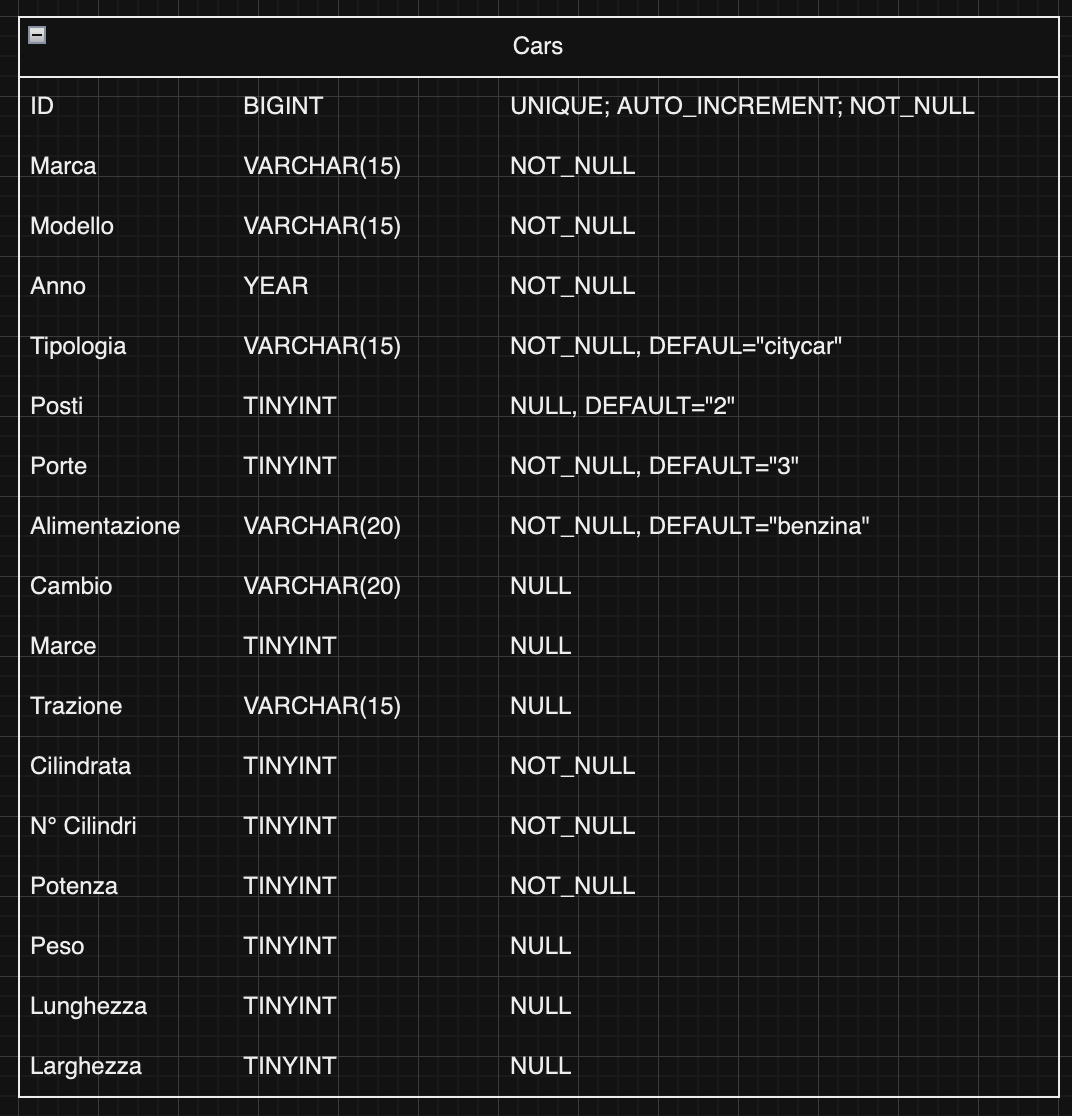 Cars
ID BIGINT UNIQUE; AUTO_INCREMENT; NOT_NULL
Marca VARCHAR(15) NOT_NULL
Modello VARCHAR(15) NOT_NULL
Anno YEAR NOT_NULL
Tipologia VARCHAR(15) NOT_NULL, DEFAUL="citycar"
Posti TINYINT NULL, DEFAULT="2"
Porte TINYINT NOT_NULL, DEFAULT="3"
Alimentazione VARCHAR(20) NOT_NULL, DEFAULT="benzina"
Cambio VARCHAR(20) NULL
Marce TINYINT NULL
Trazione VARCHAR(15) NULL
Cilindrata TINYINT NOT_NULL
N° Cilindri TINYINT NOT_NULL
Potenza TINYINT NOT_NULL
Peso TINYINT NULL
Lunghezza TINYINT NULL
Larghezza TINYINT NULL